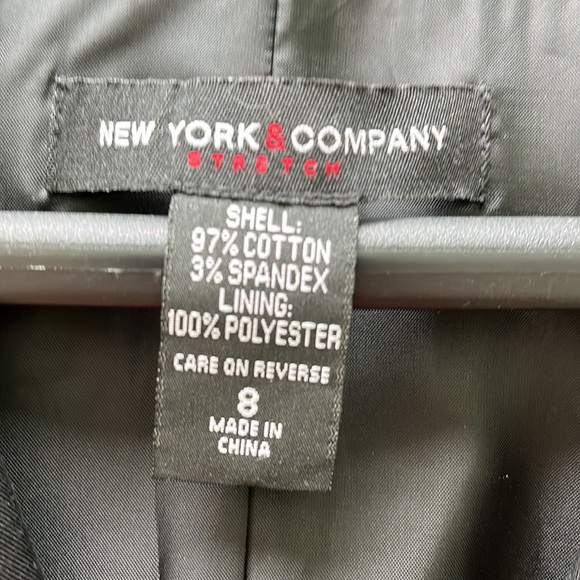 NEW YORK & COMPANY
STRETCH
SHELL:
97% COTTON
3% SPANDEX
LINING:
100% POLYESTER
CARE ON REVERSE
8
MADE IN
CHINA